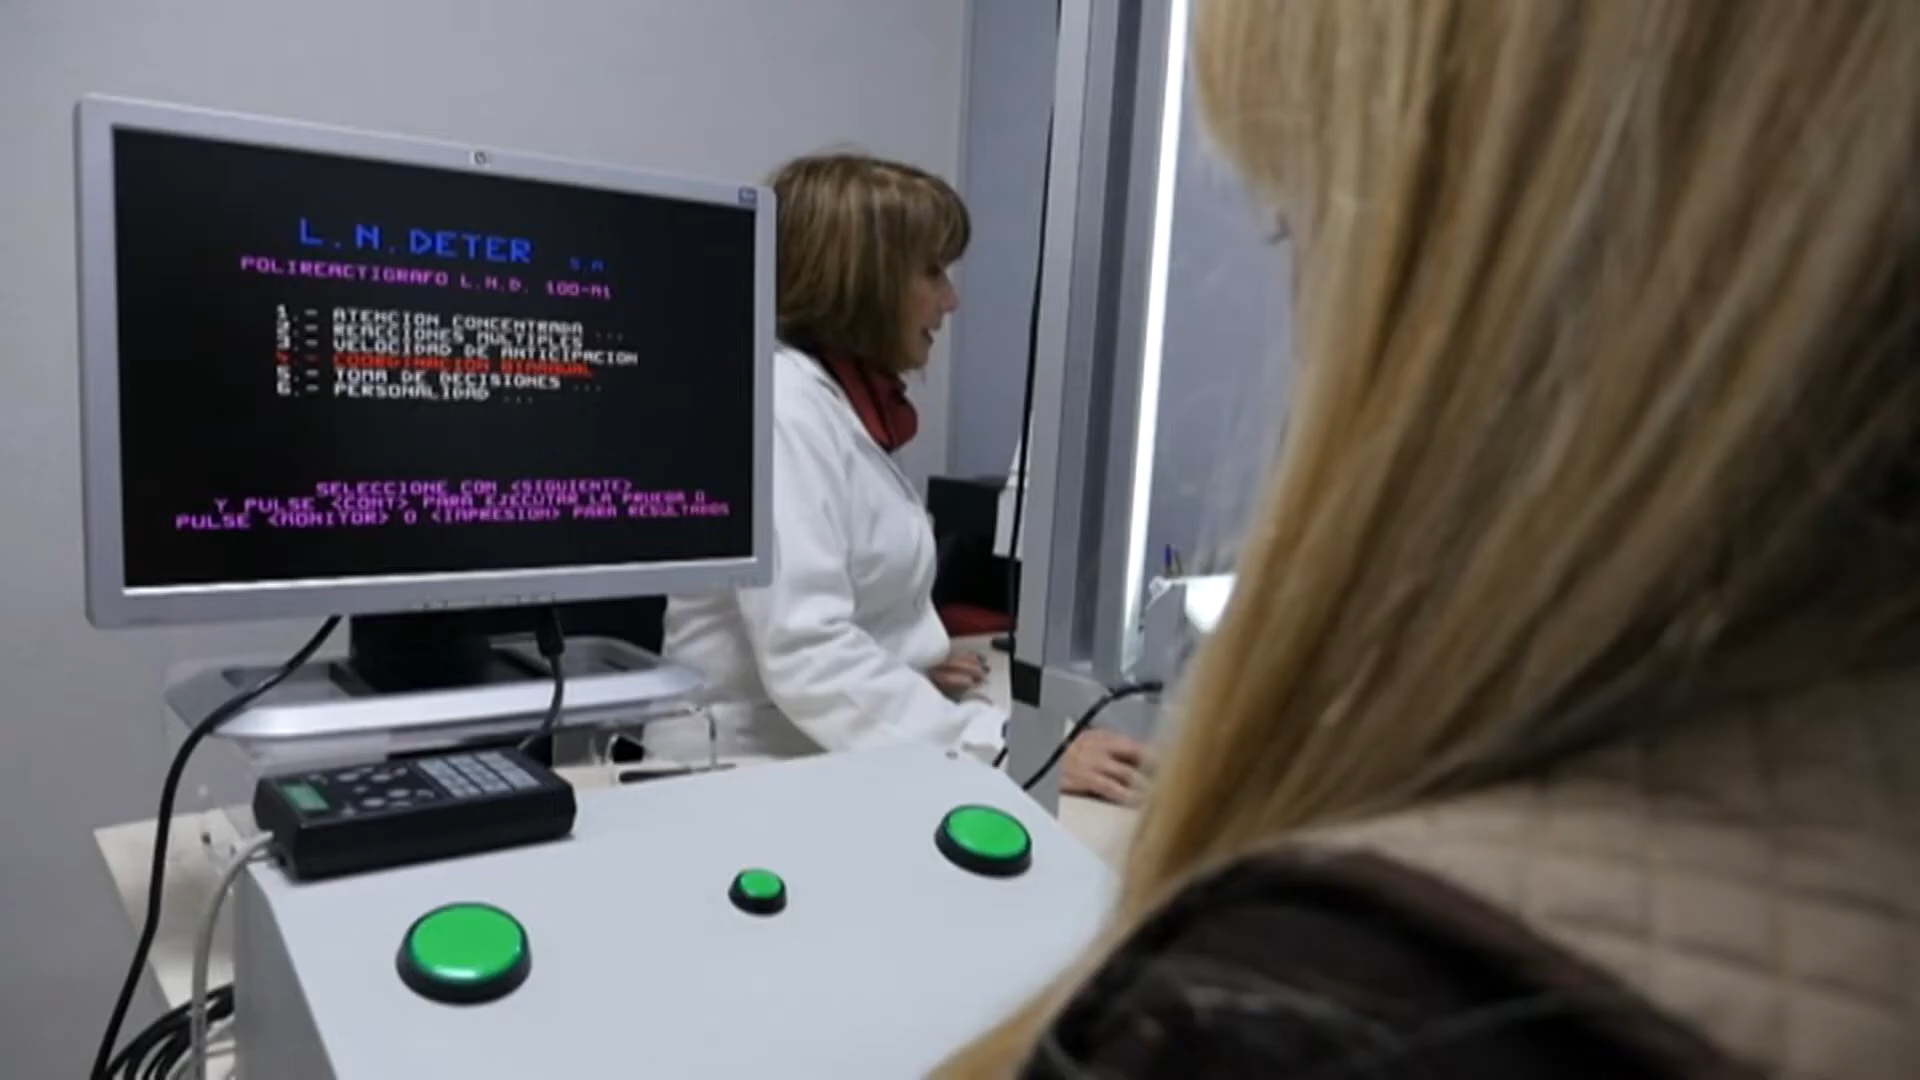 L.N.DETER S.A
POLIREACTIGRAFO L.N.D. 100-A1
1.- ATENCION CONCENTRADA ...
2.- REACCIONES MULTIPLES
3.- VELOCIDAD DE ANTICIPACION
4.- COORDINACION BIMANUAL
5.- TOMA DE DECISIONES ...
6.- PERSONALIDAD ...
SELECCIONE CON <SIGUIENTE>
Y PULSE <CONT> PARA EJECUTAR LA PRUEBA O
PULSE <MONITOR> O <IMPRESION> PARA RESULTADOS